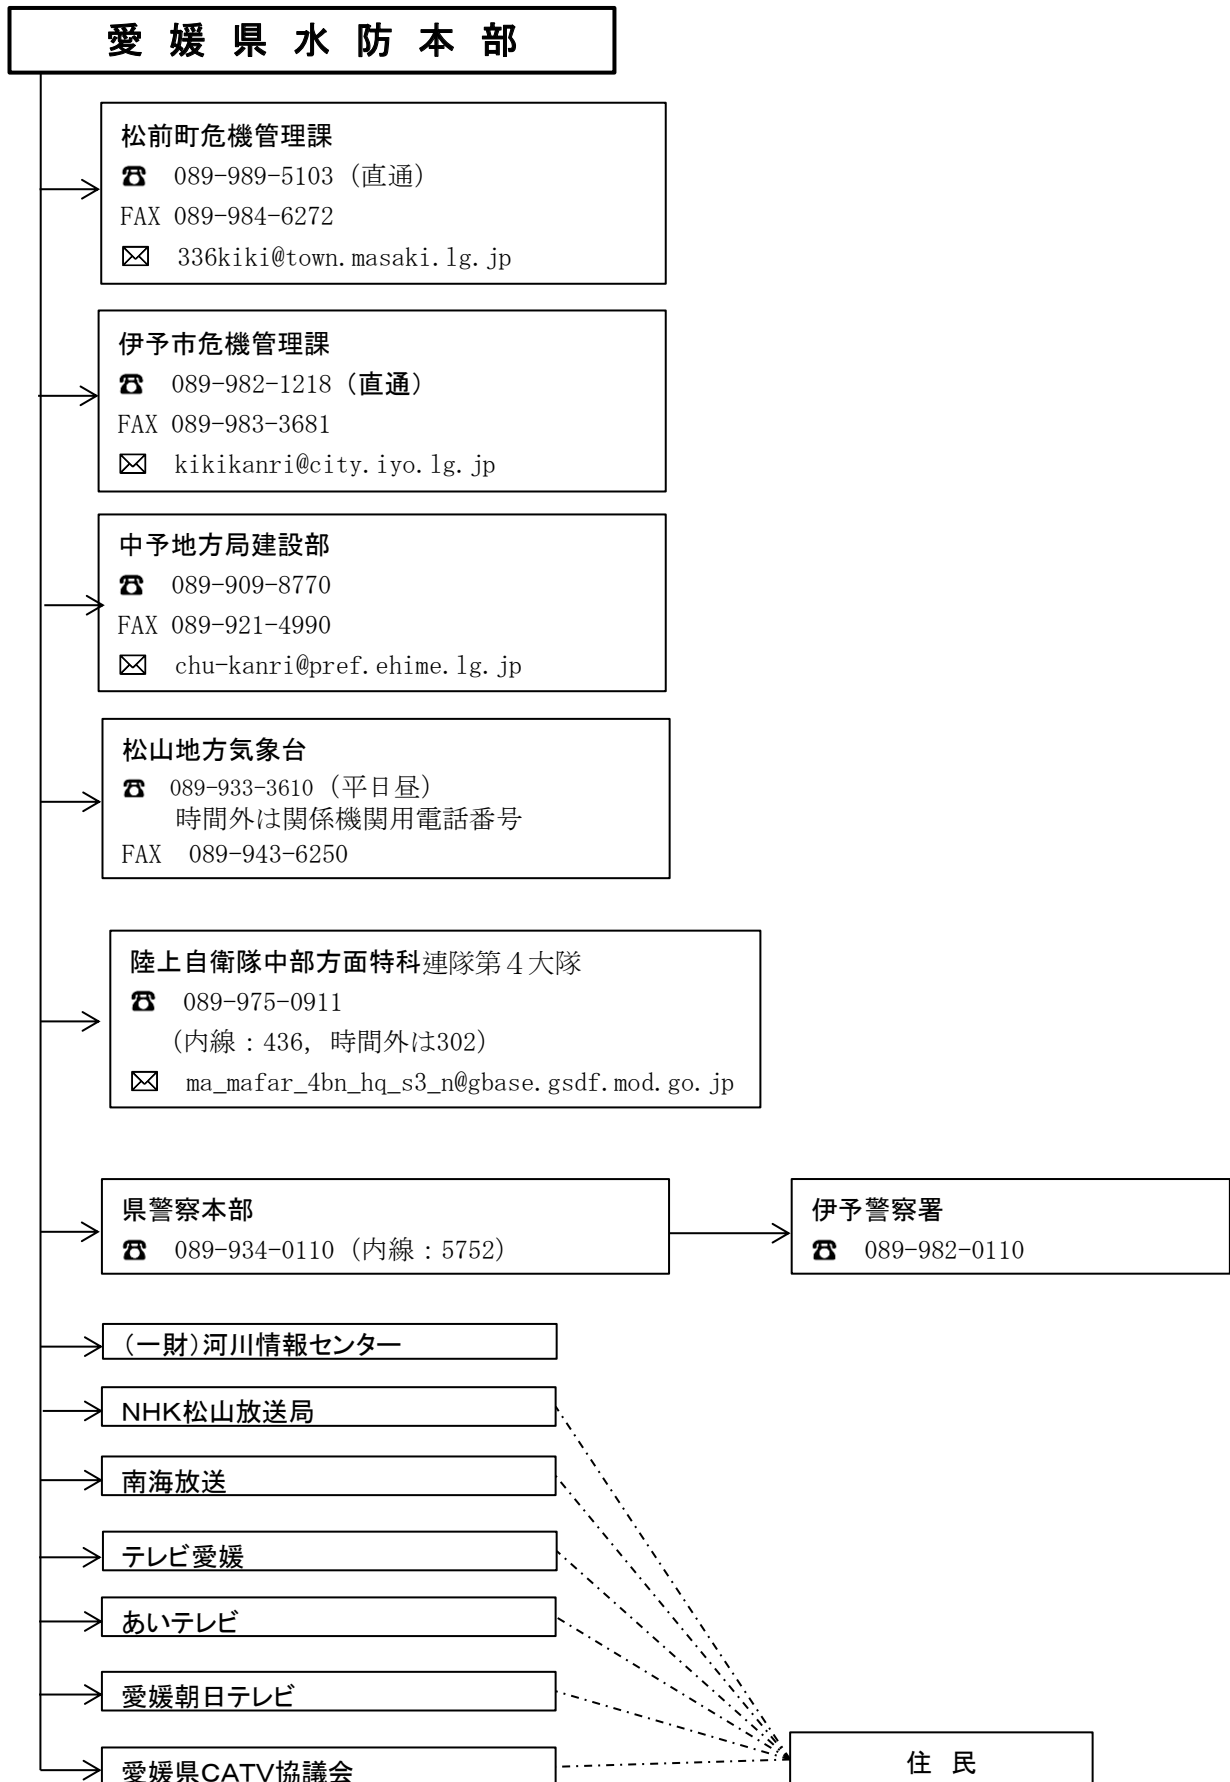 愛媛県水防本部
松前町危機管理課
☎ 089-989-5103（直通）
FAX 089-984-6272
✉ 336kiki@town.masaki.lg.jp
伊予市危機管理課
☎ 089-982-1218（直通）
FAX 089-983-3681
✉ kikikanri@city.iyo.lg.jp
中予地方局建設部
☎ 089-909-8770
FAX 089-921-4990
✉ chu-kanri@pref.ehime.lg.jp
松山地方気象台
☎ 089-933-3610（平日昼）
時間外は関係機関用電話番号
FAX 089-943-6250
陸上自衛隊中部方面特科連隊第４大隊
☎ 089-975-0911
（内線：436，時間外は302）
✉ ma_mafar_4bn_hq_s3_n@gbase.gsdf.mod.go.jp
県警察本部
☎ 089-934-0110（内線：5752）
伊予警察署
☎ 089-982-0110
（一財）河川情報センター
NHK松山放送局
南海放送
テレビ愛媛
あいテレビ
愛媛朝日テレビ
愛媛県CATV協議会
住民